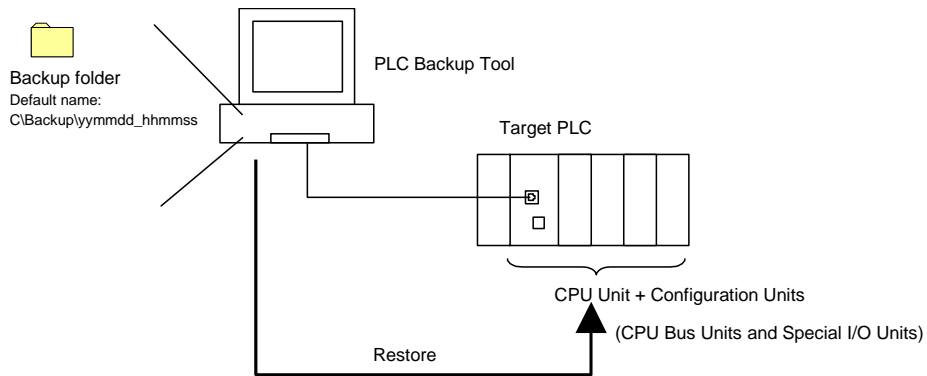 PLC Backup Tool
Backup folder
Default name:
C\Backup\yymmdd_hhmmss
Target PLC
CPU Unit + Configuration Units
(CPU Bus Units and Special I/O Units)
Restore